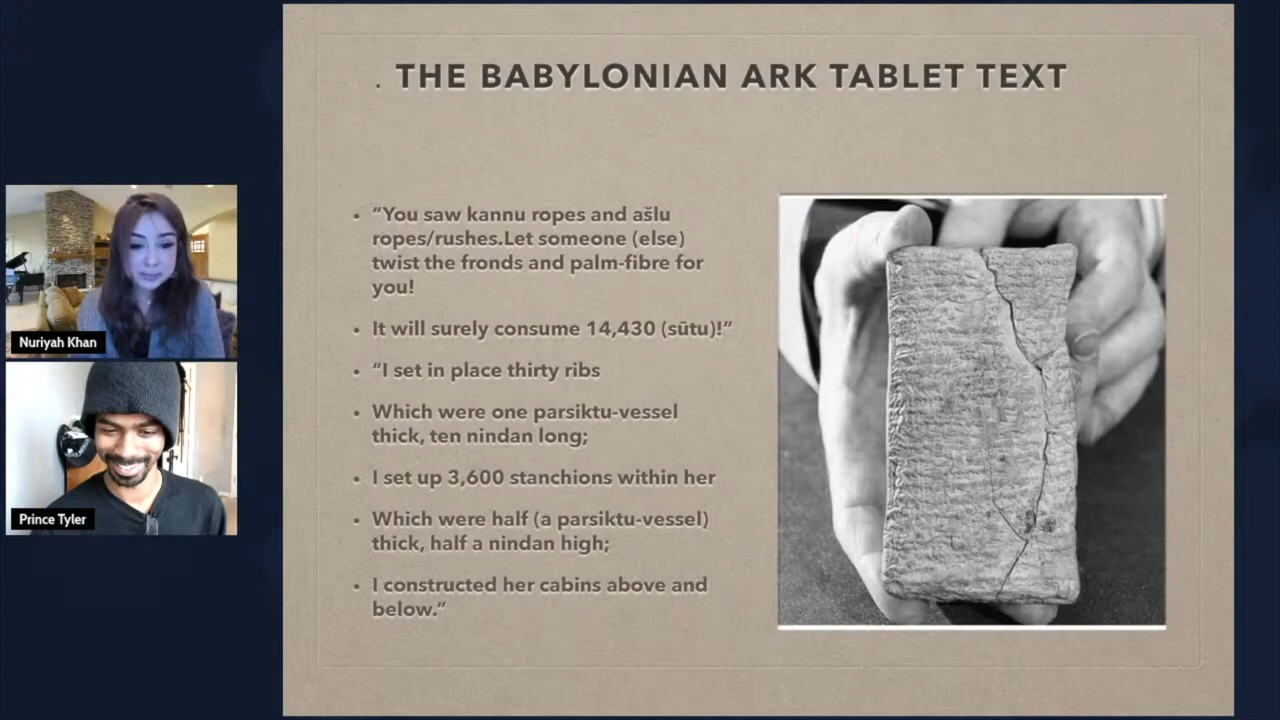 . THE BABYLONIAN ARK TABLET TEXT
• “You saw kannu ropes and ašlu
ropes/rushes.Let someone (else)
twist the fronds and palm-fibre for
you!
• It will surely consume 14,430 (sūtu)!”
• “I set in place thirty ribs
• Which were one parsiktu-vessel
thick, ten nindan long;
• I set up 3,600 stanchions within her
• Which were half (a parsiktu-vessel)
thick, half a nindan high;
• I constructed her cabins above and
below.”
Nuriyah Khan
Prince Tyler